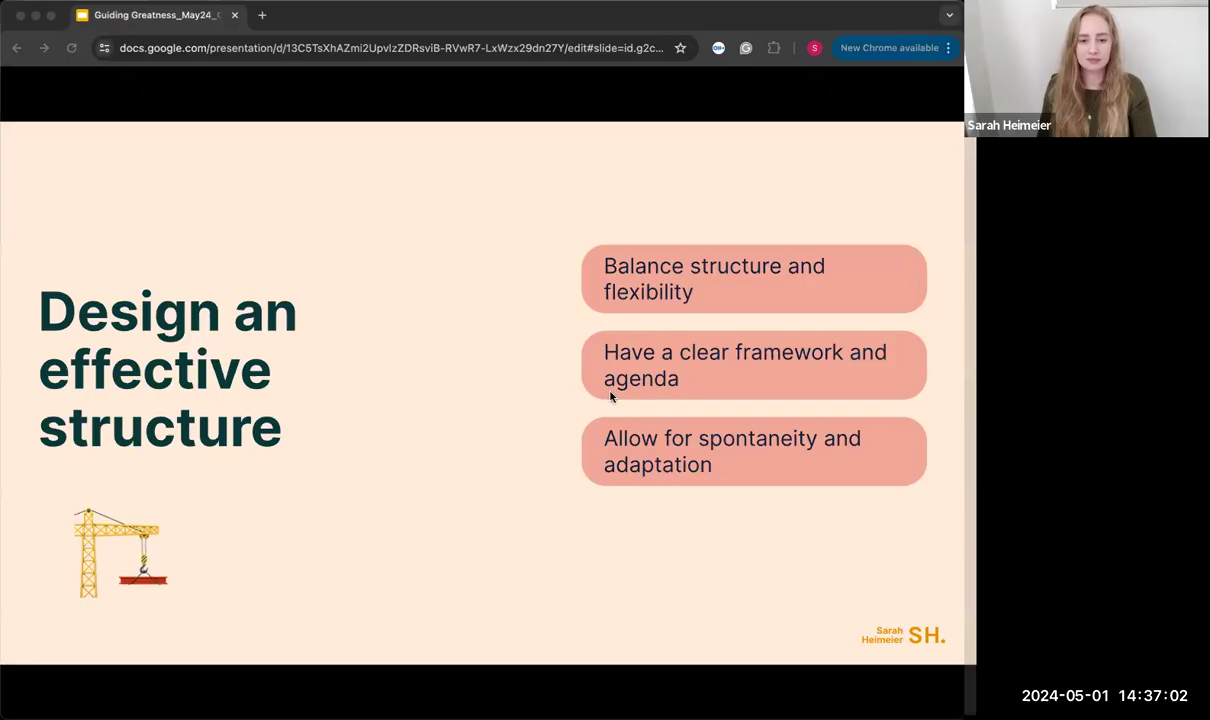 Guiding Greatness_May24_
docs.google.com/presentation/d/13C5TsXhAZmi2UpvIzZDRsviB-RVwR7-LxWzx29dn27Y/edit#slide=id.g2c...
S
New Chrome available
Sarah Heimeier
Design an
effective
structure
Balance structure and
flexibility
Have a clear framework and
agenda
Allow for spontaneity and
adaptation
Sarah
Heimeier
SH.
2024-05-01 14:37:02